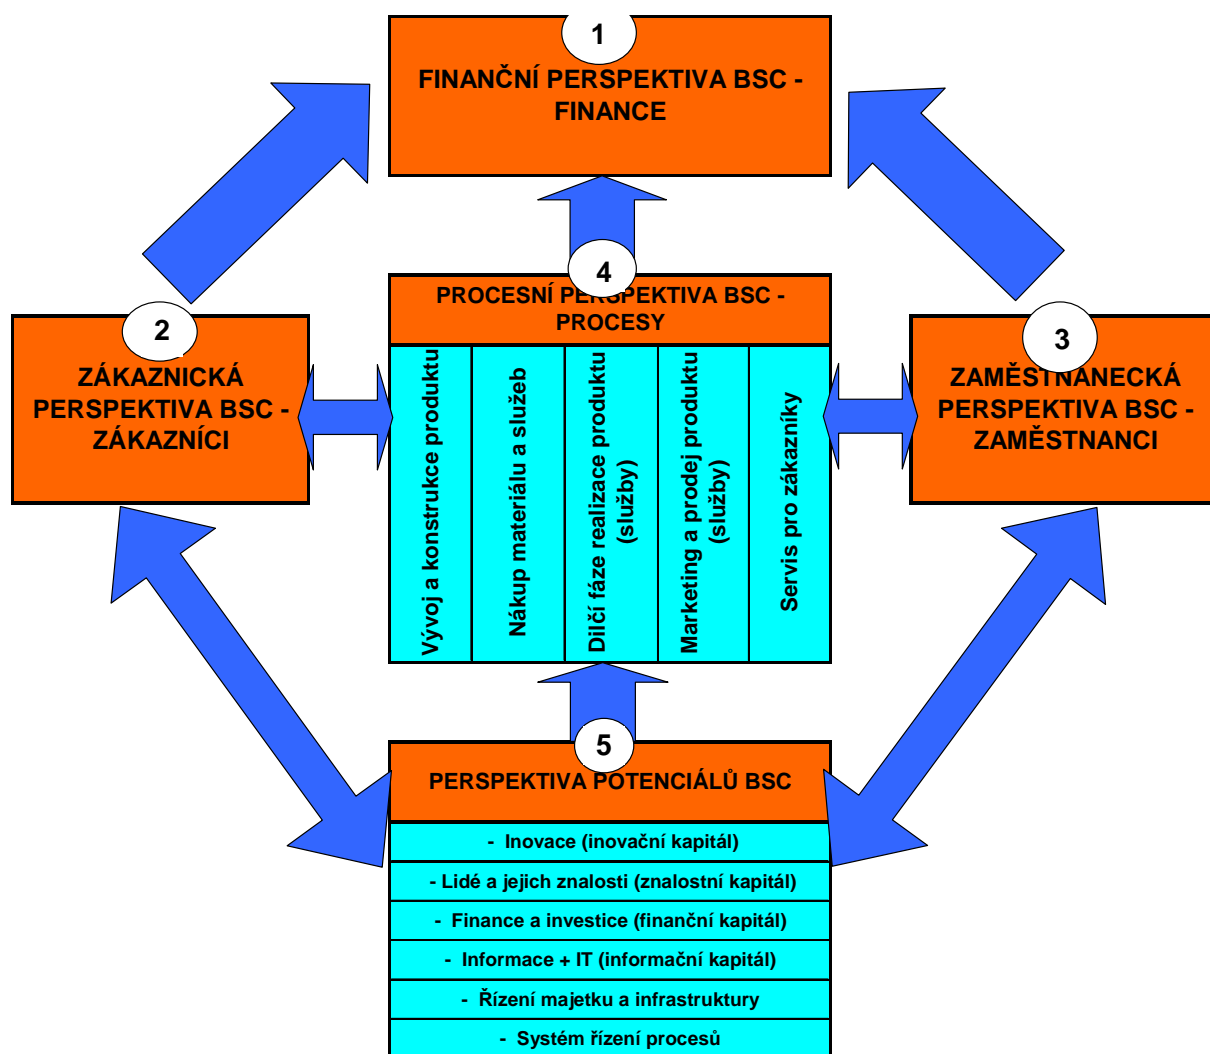 1
FINANČNÍ PERSPEKTIVA BSC -
FINANCE
4
PROCESNÍ PERSPEKTIVA BSC -
PROCESY
2
ZÁKAZNICKÁ
PERSPEKTIVA BSC -
ZÁKAZNÍCI
3
ZAMĚSTNANECKÁ
PERSPEKTIVA BSC -
ZAMĚSTNANCI
Vývoj a konstrukce produktu
Nákup materiálu a služeb
Dilčí fáze realizace produktu
(služby)
Marketing a prodej produktu
(služby)
Servis pro zákazníky
5
PERSPEKTIVA POTENCIÁLŮ BSC
- Inovace (inovační kapitál)
- Lidé a jejich znalosti (znalostní kapitál)
- Finance a investice (finanční kapitál)
- Informace + IT (informační kapitál)
- Řízení majetku a infrastruktury
- Systém řízení procesů